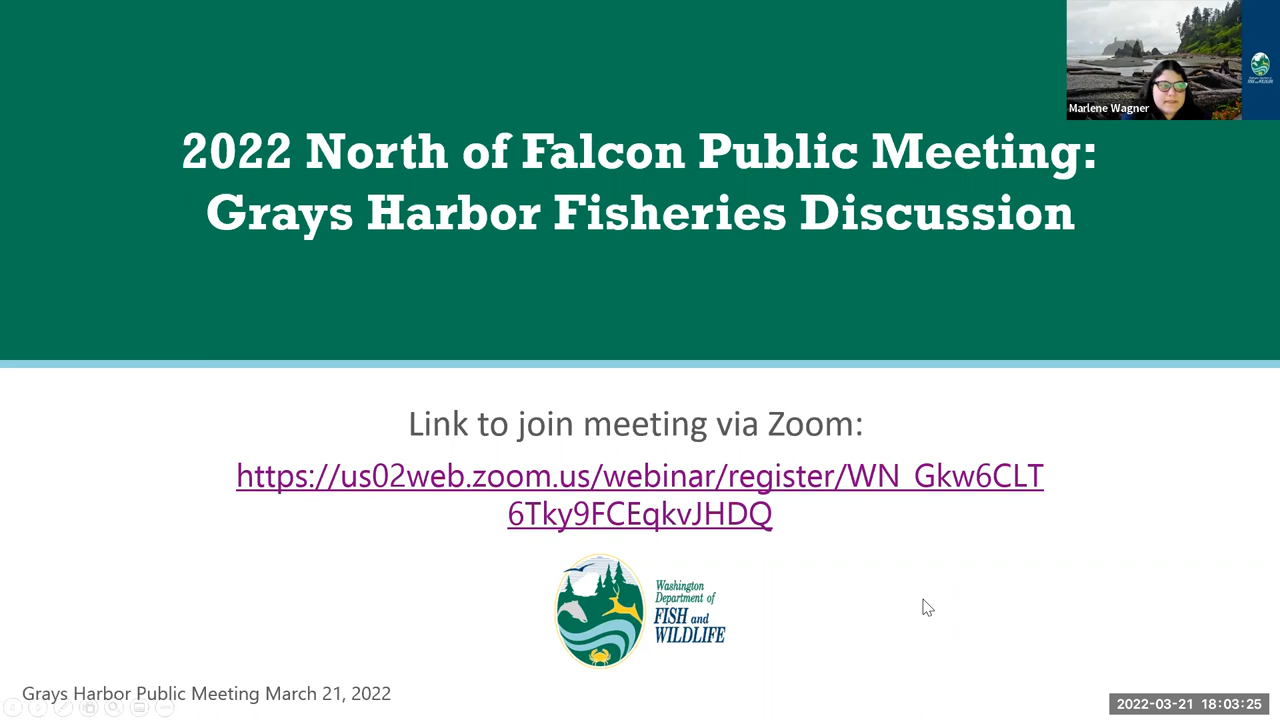 Marlene Wagner
2022 North of Falcon Public Meeting:
Grays Harbor Fisheries Discussion
Link to join meeting via Zoom:
https://us02web.zoom.us/webinar/register/WN_Gkw6CLT
6Tky9FCEqkvJHDQ
Washington
Department of
FISH and
WILDLIFE
Grays Harbor Public Meeting March 21, 2022
2022-03-21 18:03:25